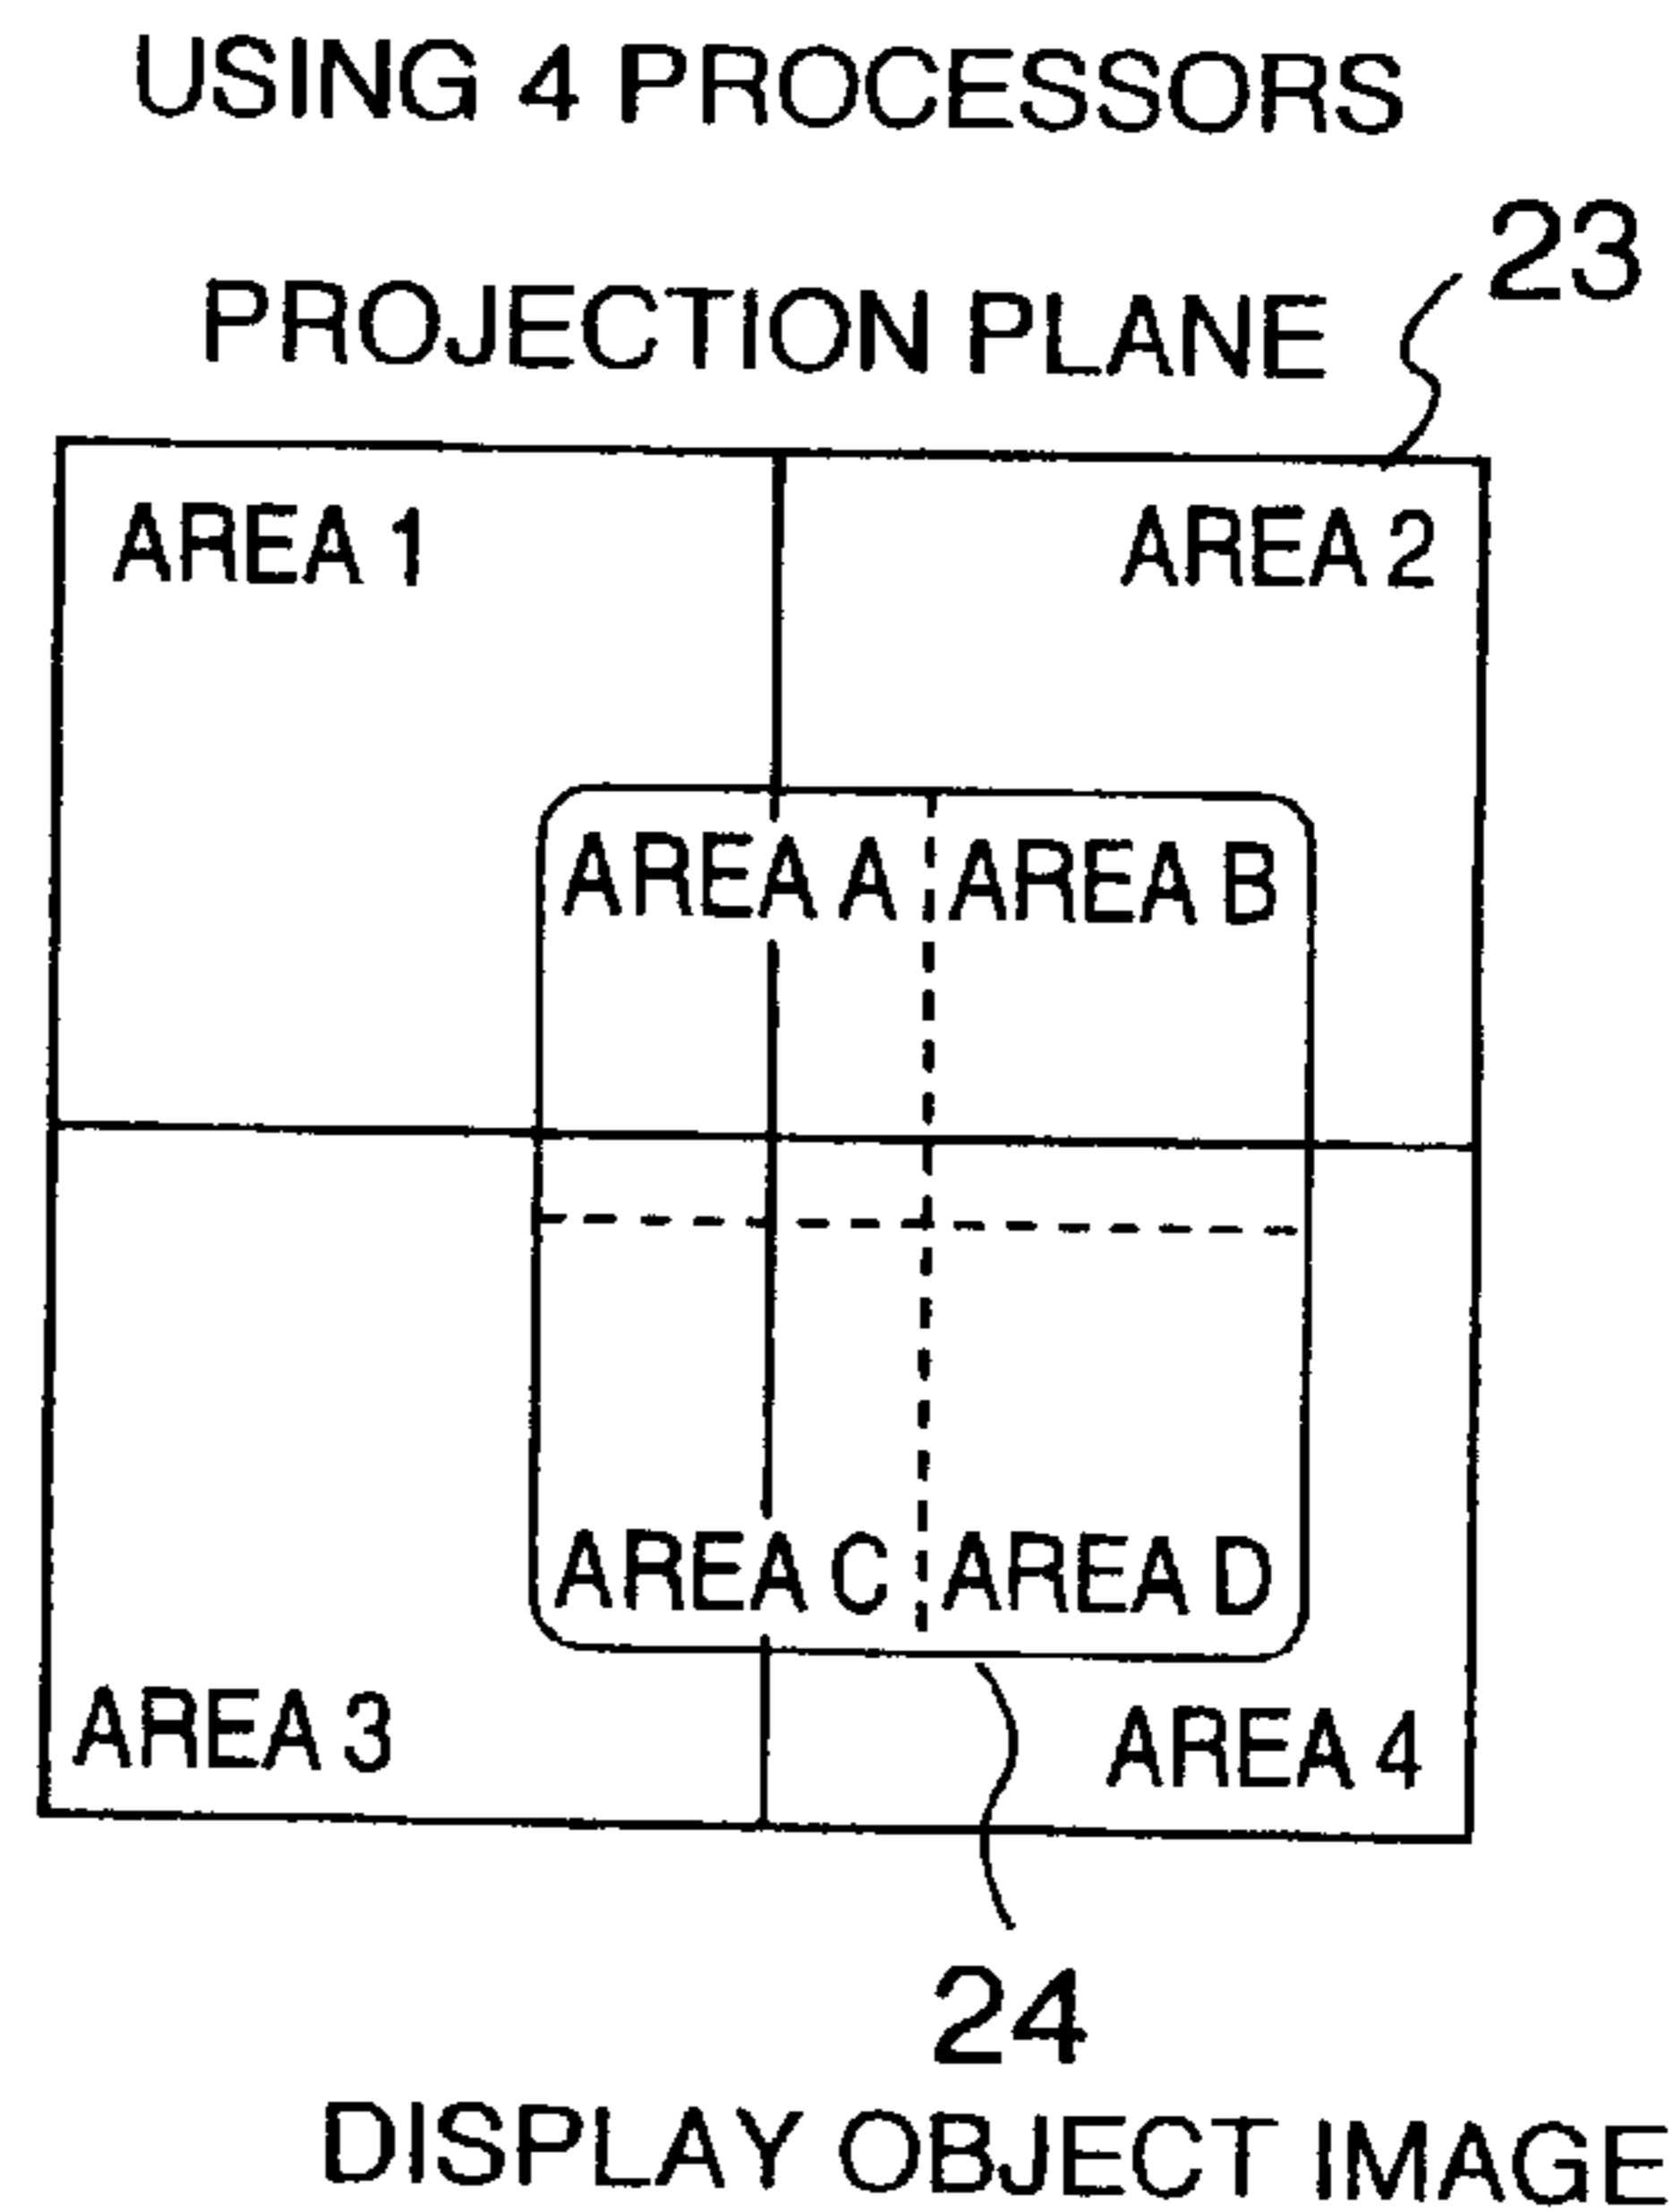 USING 4 PROCESSORS
23
PROJECTION PLANE
AREA 1
AREA 2
AREA A
AREA B
AREA C
AREA D
AREA 3
AREA 4
24
DISPLAY OBJECT IMAGE